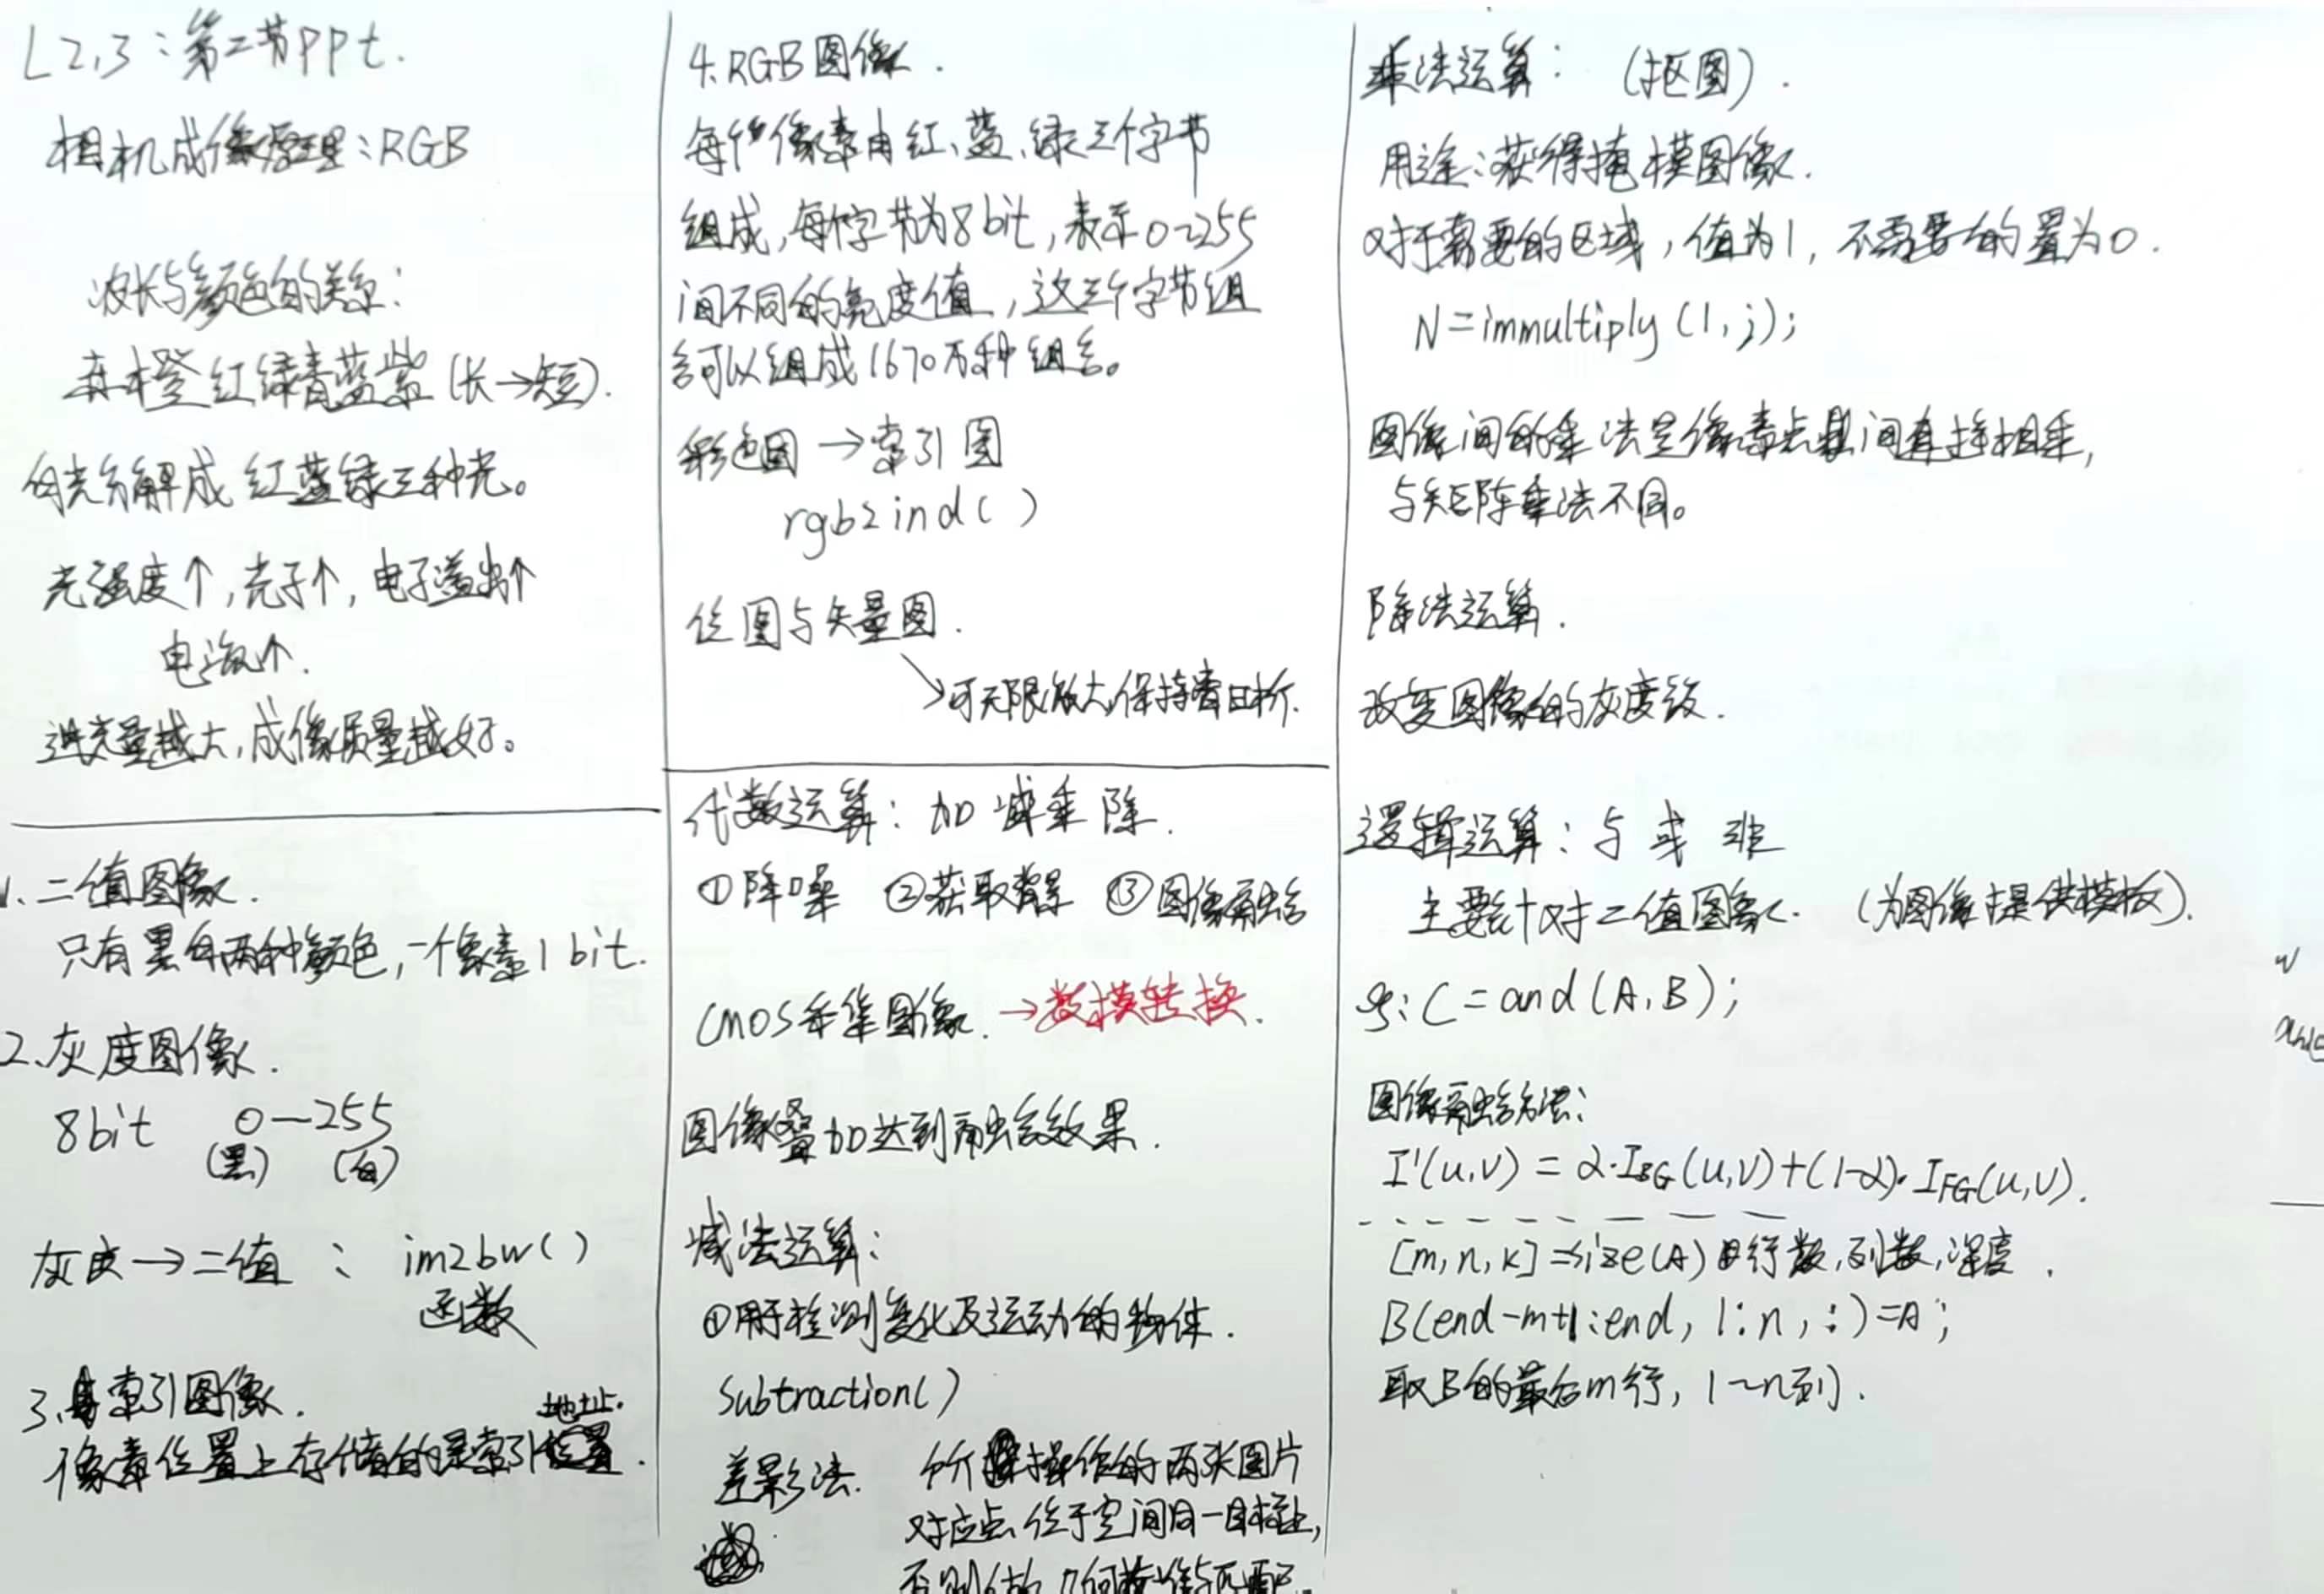 L2,3：第二节ppt.
相机成像原理：RGB
波长与颜色的关系：
赤橙红绿青蓝紫（长→短）.
白光分解成红蓝绿三种光。
光强度↑,光子↑,电子溢出↑
电流↑.
进光量越大,成像质量越好。
1.二值图像.
只有黑白两种颜色,一个像素1bit.
2.灰度图像.
8bit 0—255
(黑) (白)
灰度→二值：im2bw()
函数
3.索引图像.
地址.
像素位置上存储的是索引
4.RGB图像.
每个像素由红、蓝、绿三个字节
组成,每个字节为8bit,表示0~255
间不同的亮度值,这三个字节组
合可以组成1670万种组合。
彩色图→索引图
rgb2ind()
位图与矢量图.
↘可无限放大,保持清晰.
代数运算：加减乘除.
①降噪 ②获取背景 ③图像融合
CMOS采集图像.→数模转换.
图像叠加达到融合效果.
减法运算：
①用于检测变化及运动的物体.
Subtraction()
差影法. 所操作的两张图片
对应点位于空间同一目标上,
否则做几何校准与匹配.
乘法运算：（抠图）.
用途：获得掩模图像.
对于需要的区域,值为1,不需要的置为0.
N=immultiply(I,j);
图像间的乘法是像素点间直接相乘,
与矩阵乘法不同。
除法运算.
改变图像的灰度级.
逻辑运算：与 或 非
主要针对二值图像.（为图像提供模板）.
eg: C=and(A,B);
图像融合方法：
I'(u,v)=α·I_BG(u,v)+(1-α)·I_FG(u,v).
[m,n,k]=size(A) 行数,列数,深度.
B(end-m+1:end, 1:n, :)=A;
取B的最后m行,1~n列.